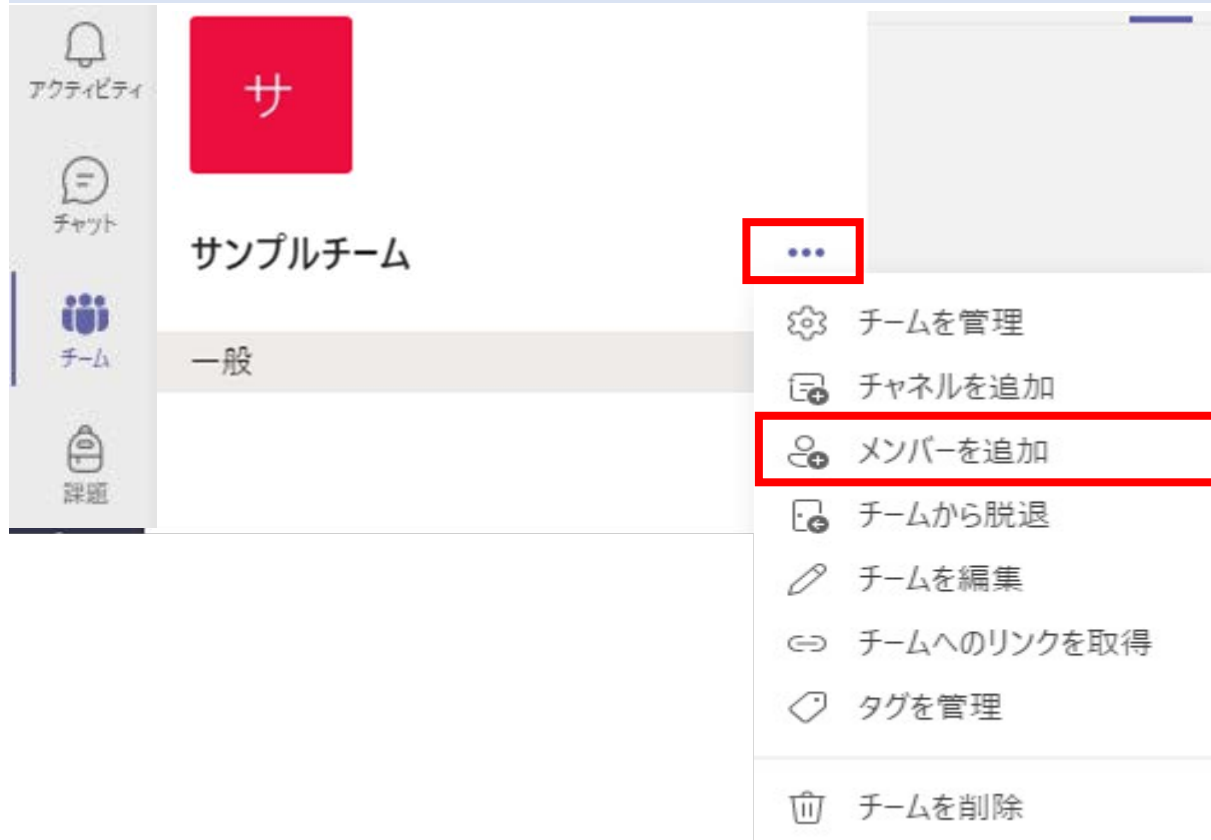 アクティビティ
チャット
チーム
課題
サ
サンプルチーム
一般
チームを管理
チャネルを追加
メンバーを追加
チームから脱退
チームを編集
チームへのリンクを取得
タグを管理
チームを削除